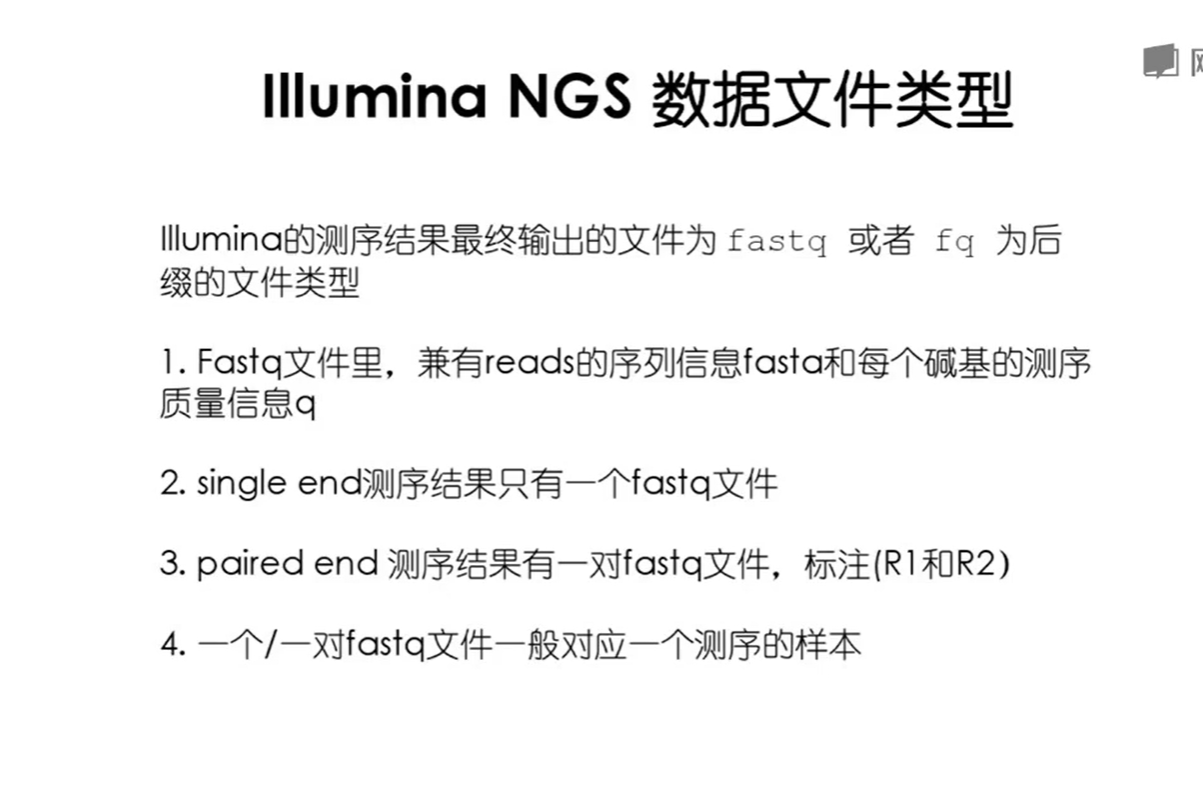 Illumina NGS 数据文件类型
Illumina的测序结果最终输出的文件为 fastq 或者 fq 为后
缀的文件类型
1. Fastq文件里，兼有reads的序列信息fasta和每个碱基的测序
质量信息q
2. single end测序结果只有一个fastq文件
3. paired end 测序结果有一对fastq文件，标注(R1和R2）
4. 一个/一对fastq文件一般对应一个测序的样本